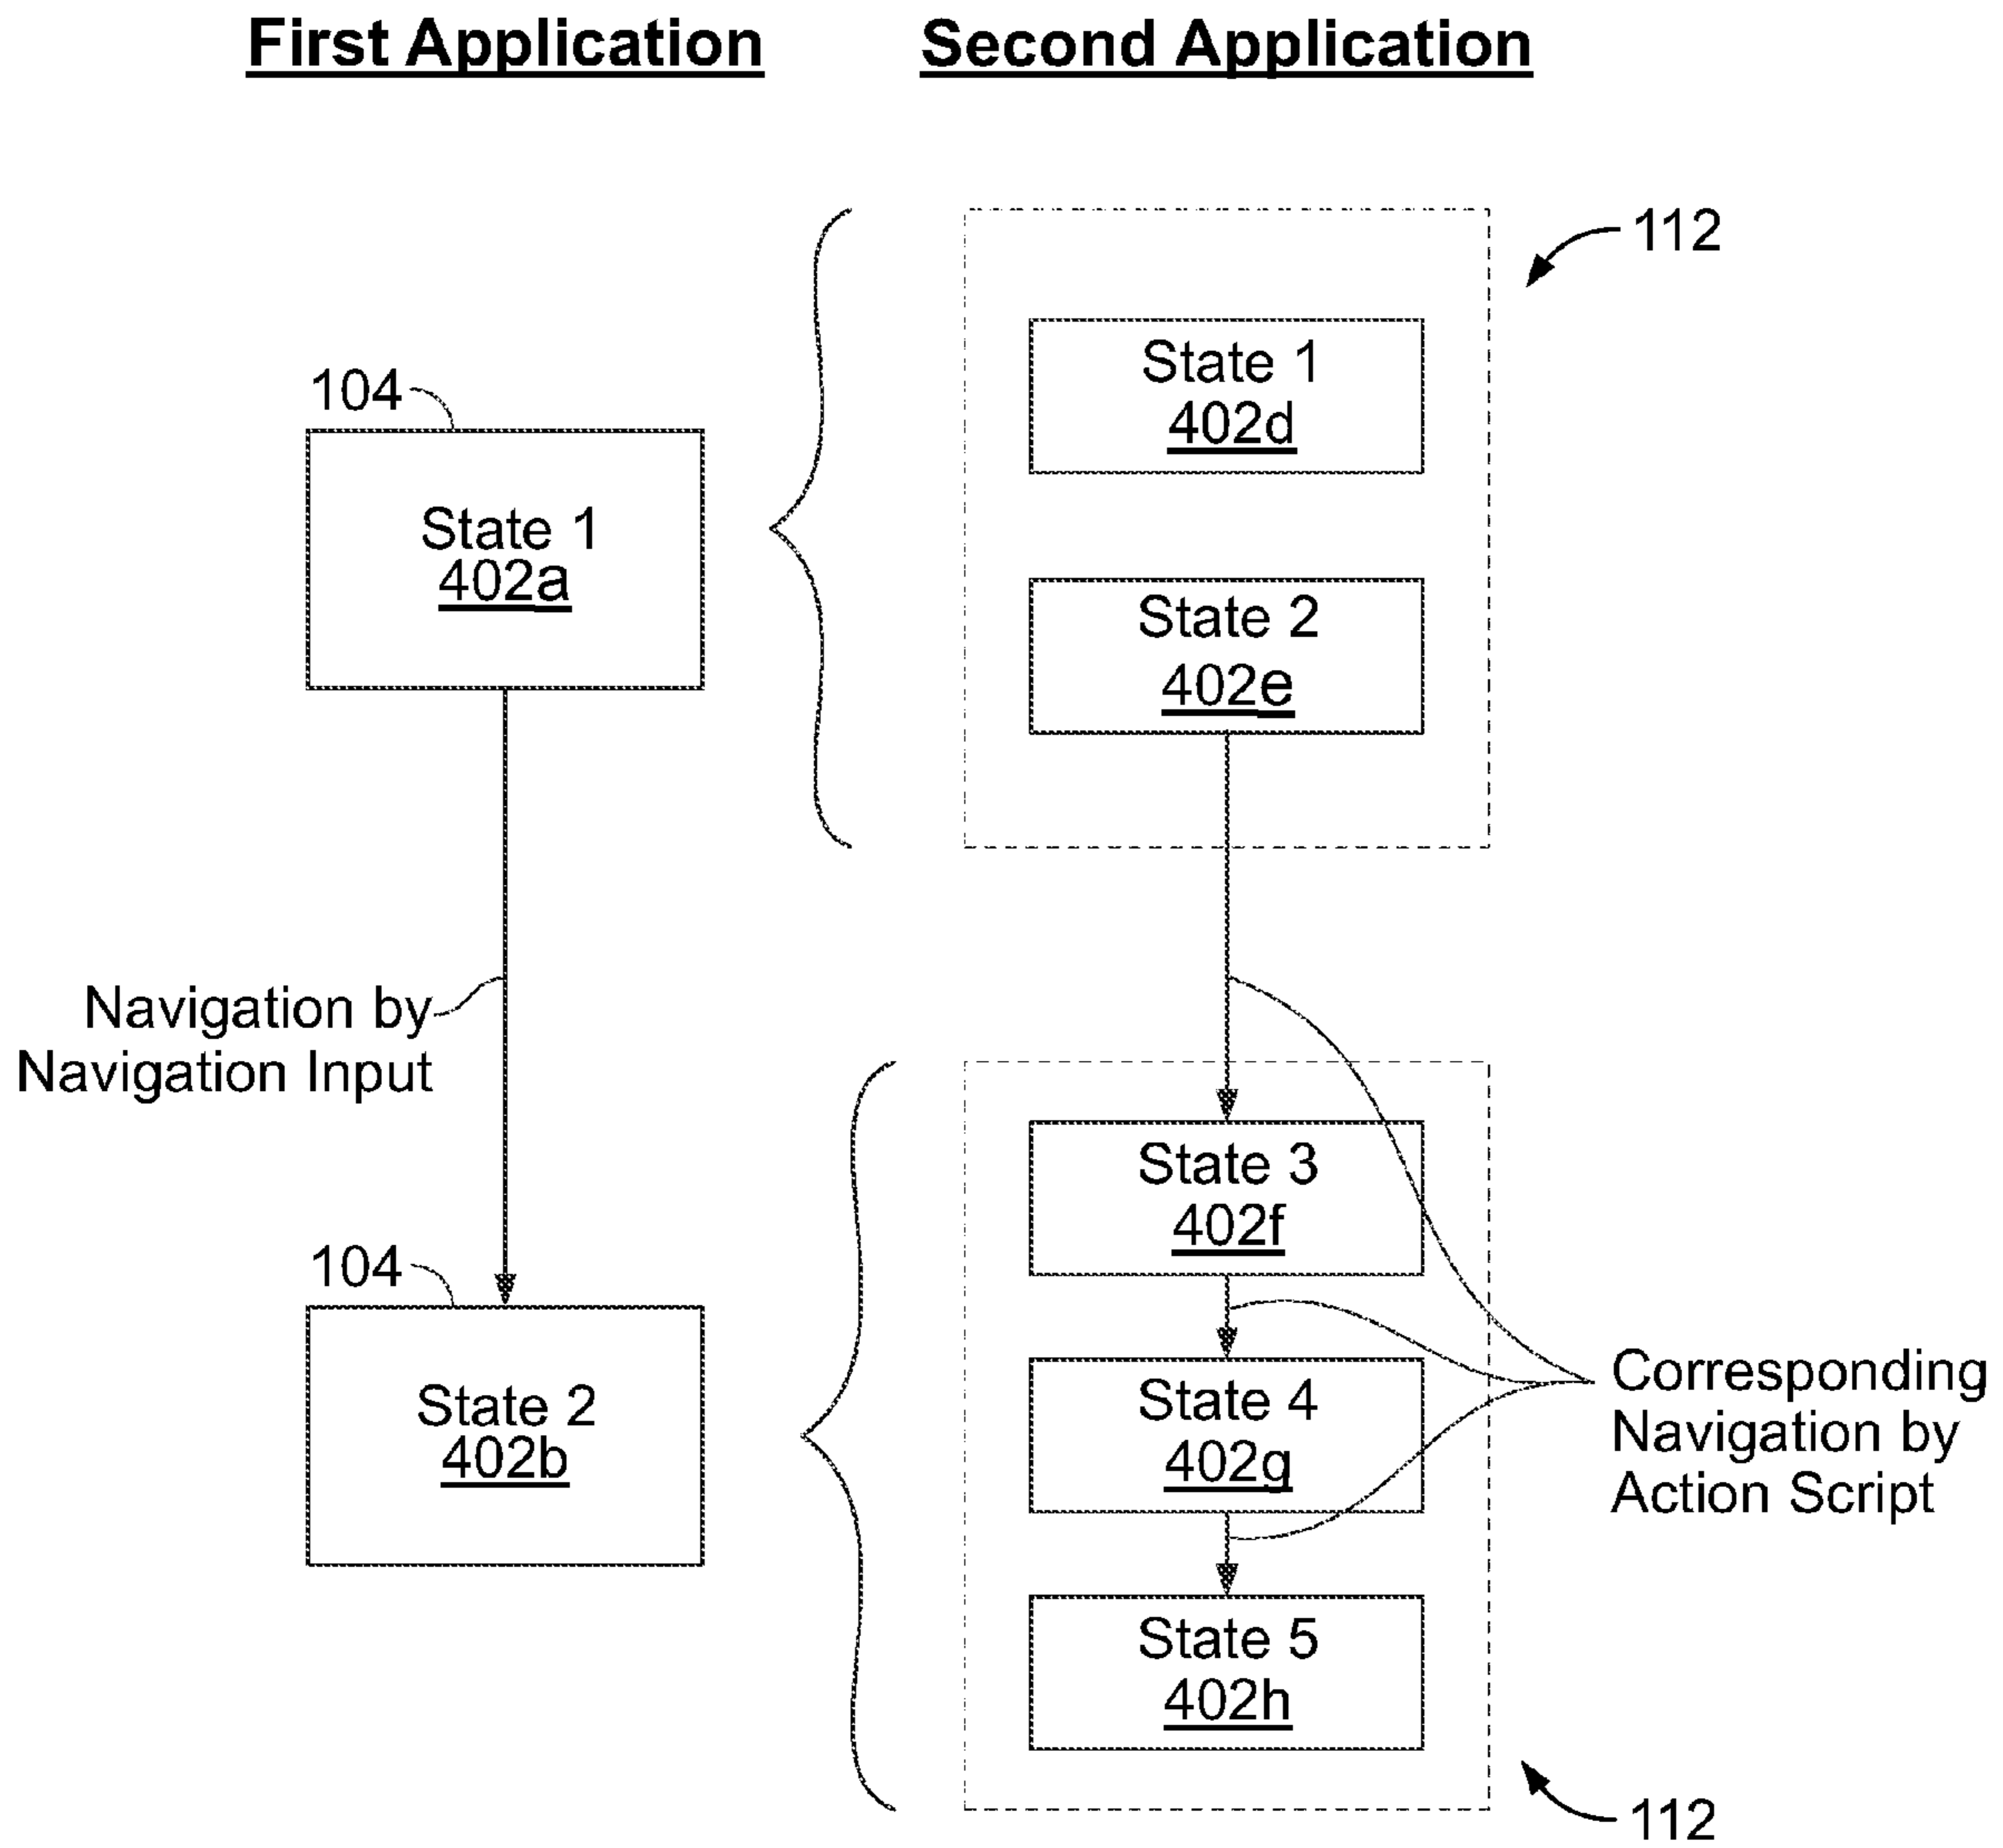 First Application
Second Application
112
104
State 1
402a
State 1
402d
State 2
402e
Navigation by
Navigation Input
104
State 2
402b
State 3
402f
State 4
402g
State 5
402h
Corresponding
Navigation by
Action Script
112